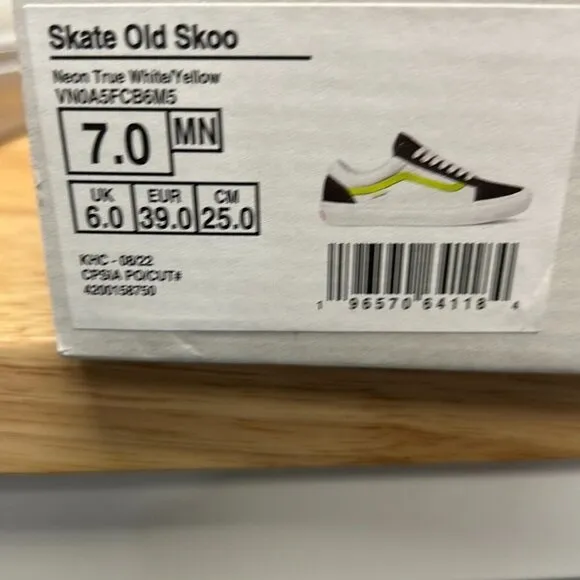 Skate Old Skoo
Neon True White/Yellow
VN0A5FCB6M5
7.0 MN
UK EUR CM
6.0 39.0 25.0
KHC - 08/22
CPSIA PO/CUT#
4200158750
1 96570 64118 4